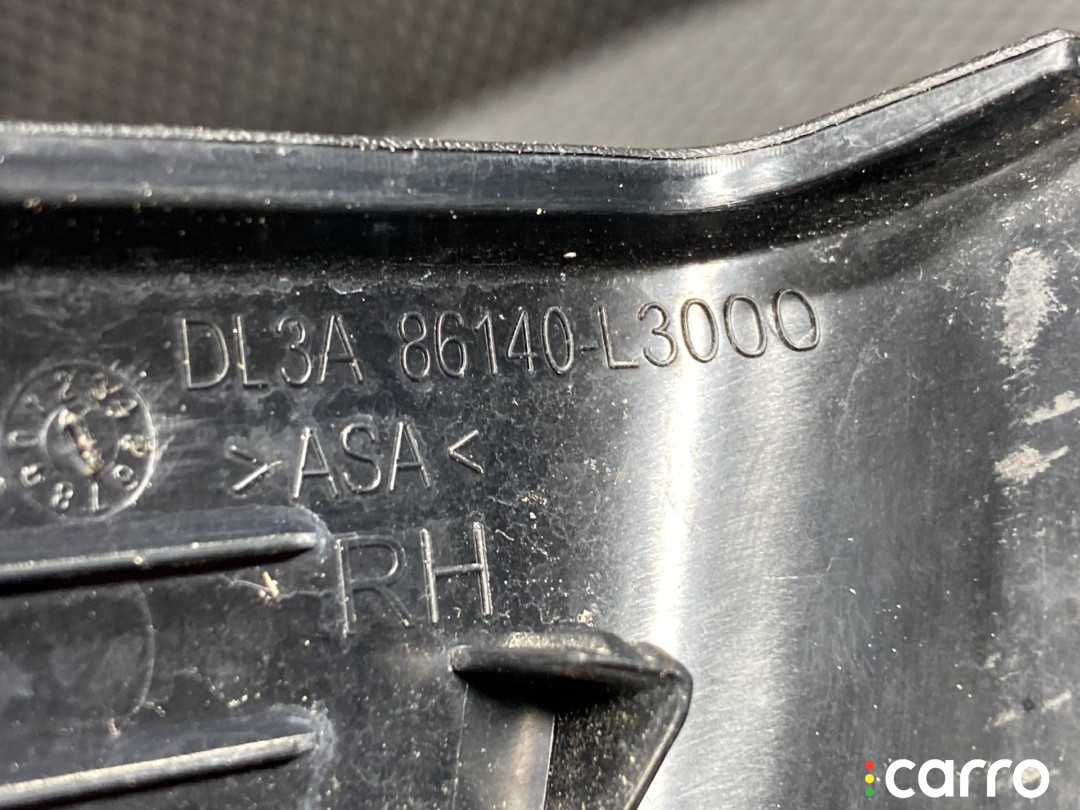 DL3A 86140-L3000
>ASA<
RH
carro